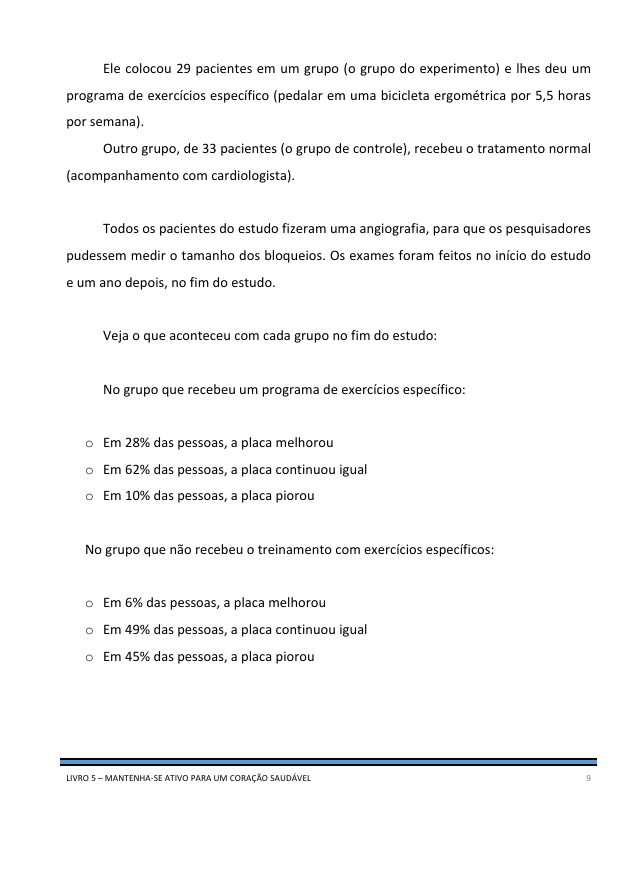 Ele colocou 29 pacientes em um grupo (o grupo do experimento) e lhes deu um
programa de exercícios específico (pedalar em uma bicicleta ergométrica por 5,5 horas
por semana).
Outro grupo, de 33 pacientes (o grupo de controle), recebeu o tratamento normal
(acompanhamento com cardiologista).
Todos os pacientes do estudo fizeram uma angiografia, para que os pesquisadores
pudessem medir o tamanho dos bloqueios. Os exames foram feitos no início do estudo
e um ano depois, no fim do estudo.
Veja o que aconteceu com cada grupo no fim do estudo:
No grupo que recebeu um programa de exercícios específico:
o Em 28% das pessoas, a placa melhorou
o Em 62% das pessoas, a placa continuou igual
o Em 10% das pessoas, a placa piorou
No grupo que não recebeu o treinamento com exercícios específicos:
o Em 6% das pessoas, a placa melhorou
o Em 49% das pessoas, a placa continuou igual
o Em 45% das pessoas, a placa piorou
LIVRO 5 – MANTENHA-SE ATIVO PARA UM CORAÇÃO SAUDÁVEL 9